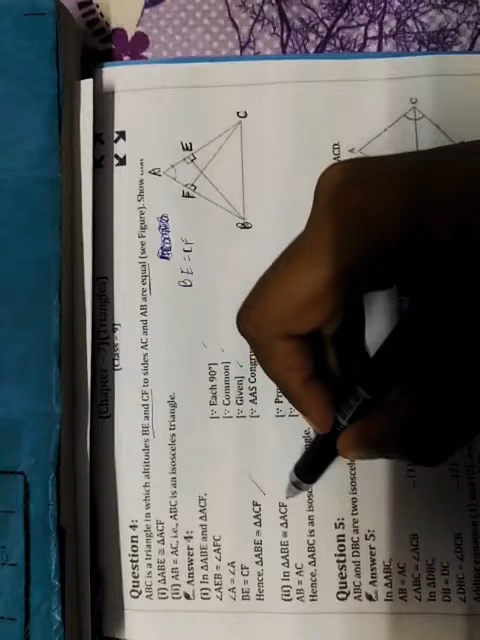 [Chapter - 7][Triangles]
[Class - 9]
Question 4:
ABC is a triangle in which altitudes BE and CF to sides AC and AB are equal (see Figure). Show
(i) ΔABE ≅ ΔACF
(ii) AB = AC, i.e., ABC is an isosceles triangle.
BE = CF
A
F
E
B
C
Answer 4:
(i) In ΔABE and ΔACF,
∠AEB = ∠AFC [∵ Each 90°]
∠A = ∠A [∵ Common]
BE = CF [∵ Given]
Hence, ΔABE ≅ ΔACF [∵ AAS
(ii) In ΔABE ≅ ΔACF
AB = AC
Hence, ΔABC is an
Question 5:
ABC and DBC are two
ACD.
A
C
Answer 5:
In ΔABC,
AB = AC
∠ABC = ∠ACB
In ΔDBC,
DB = DC
∠DBC = ∠DCB